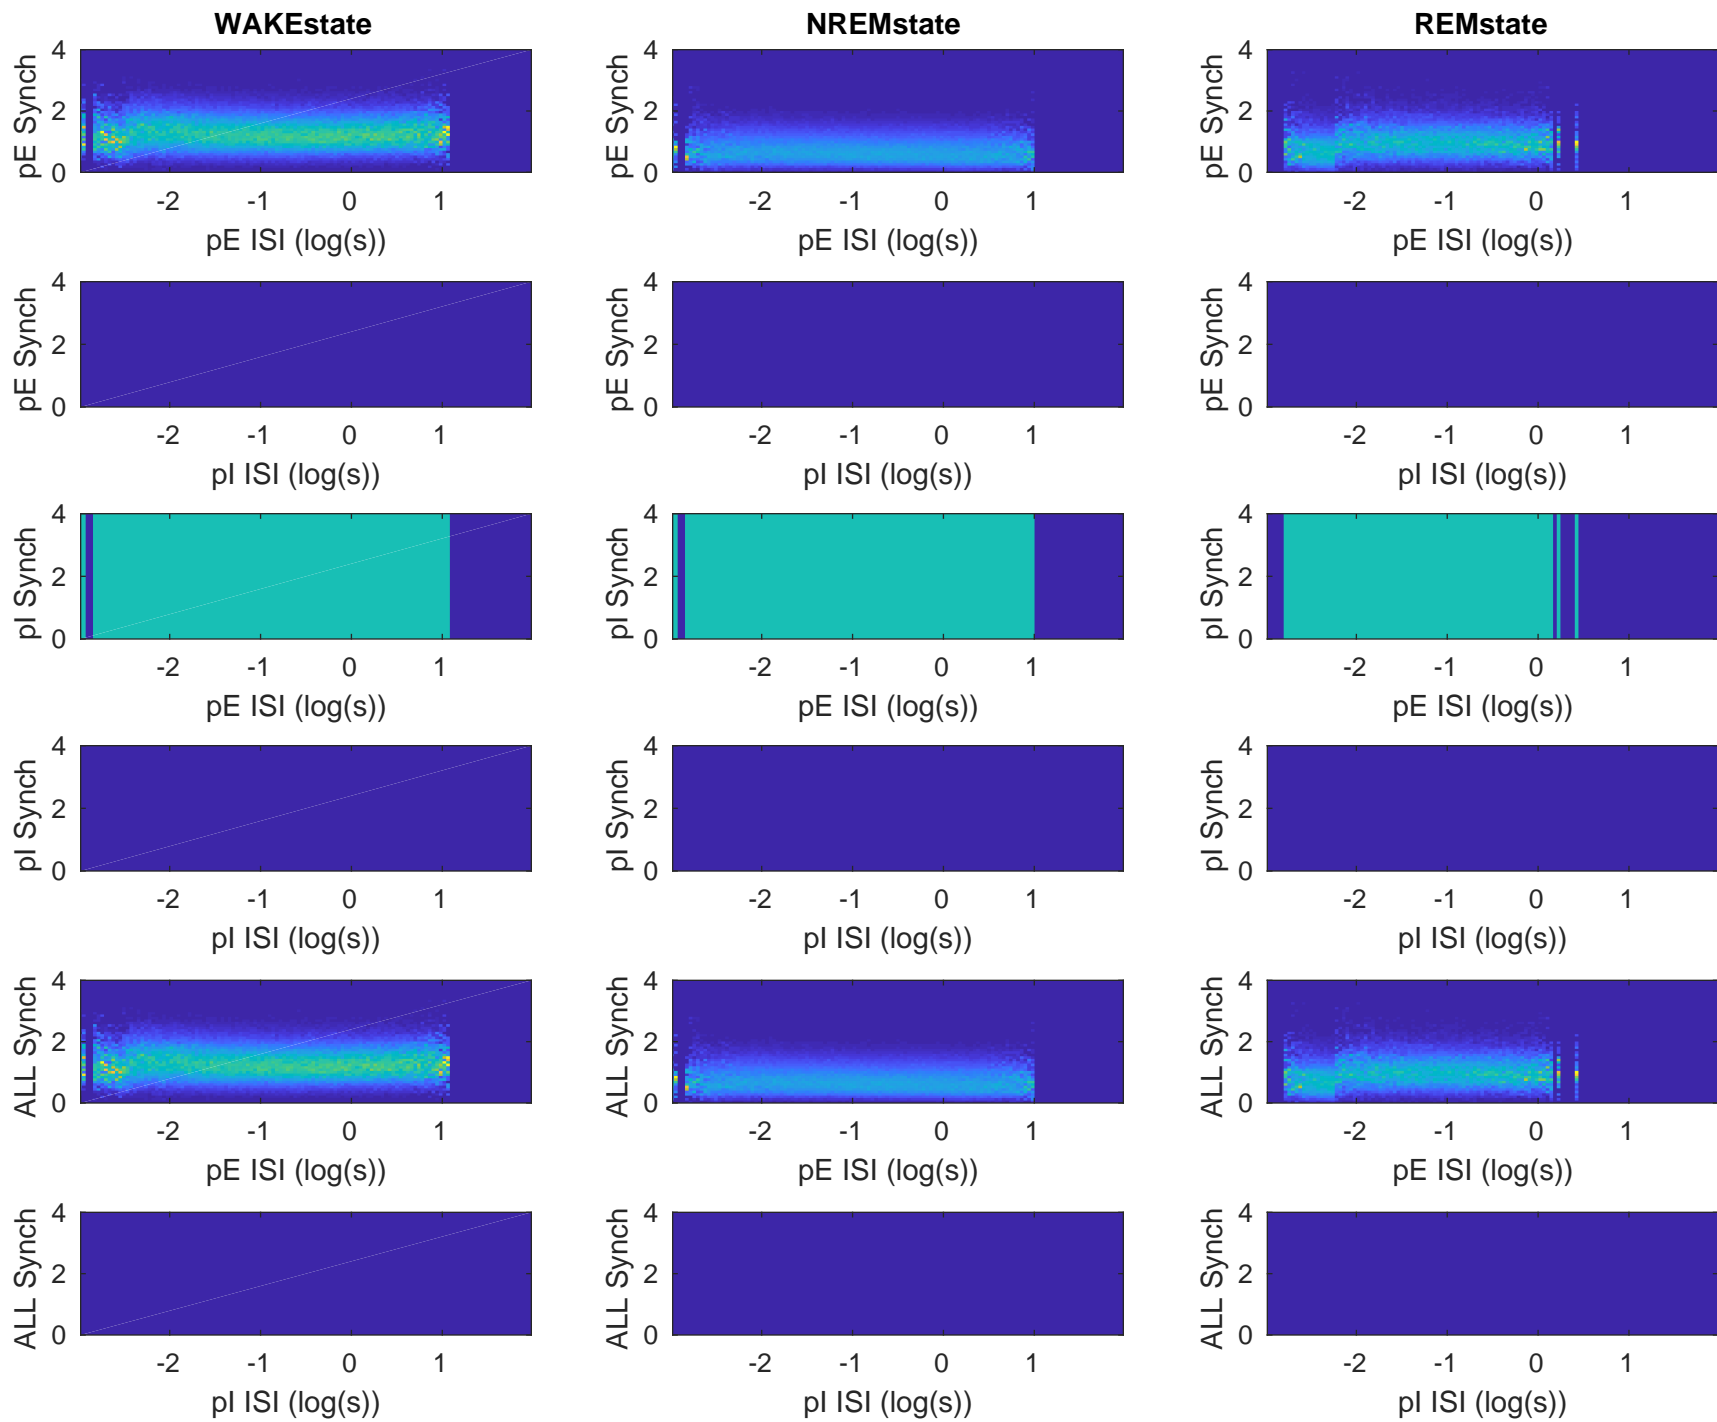 WAKEstate NREMstate REMstate
4 4 4
pE Synch pE Synch pE Synch
2 2 2
0 0 0
-2 -1 0 1 -2 -1 0 1 -2 -1 0 1
pE ISI (log(s)) pE ISI (log(s)) pE ISI (log(s))
4 4 4
pE Synch pE Synch pE Synch
2 2 2
0 0 0
-2 -1 0 1 -2 -1 0 1 -2 -1 0 1
pI ISI (log(s)) pI ISI (log(s)) pI ISI (log(s))
4 4 4
pI Synch pI Synch pI Synch
2 2 2
0 0 0
-2 -1 0 1 -2 -1 0 1 -2 -1 0 1
pE ISI (log(s)) pE ISI (log(s)) pE ISI (log(s))
4 4 4
pI Synch pI Synch pI Synch
2 2 2
0 0 0
-2 -1 0 1 -2 -1 0 1 -2 -1 0 1
pI ISI (log(s)) pI ISI (log(s)) pI ISI (log(s))
4 4 4
ALL Synch ALL Synch ALL Synch
2 2 2
0 0 0
-2 -1 0 1 -2 -1 0 1 -2 -1 0 1
pE ISI (log(s)) pE ISI (log(s)) pE ISI (log(s))
4 4 4
ALL Synch ALL Synch ALL Synch
2 2 2
0 0 0
-2 -1 0 1 -2 -1 0 1 -2 -1 0 1
pI ISI (log(s)) pI ISI (log(s)) pI ISI (log(s))